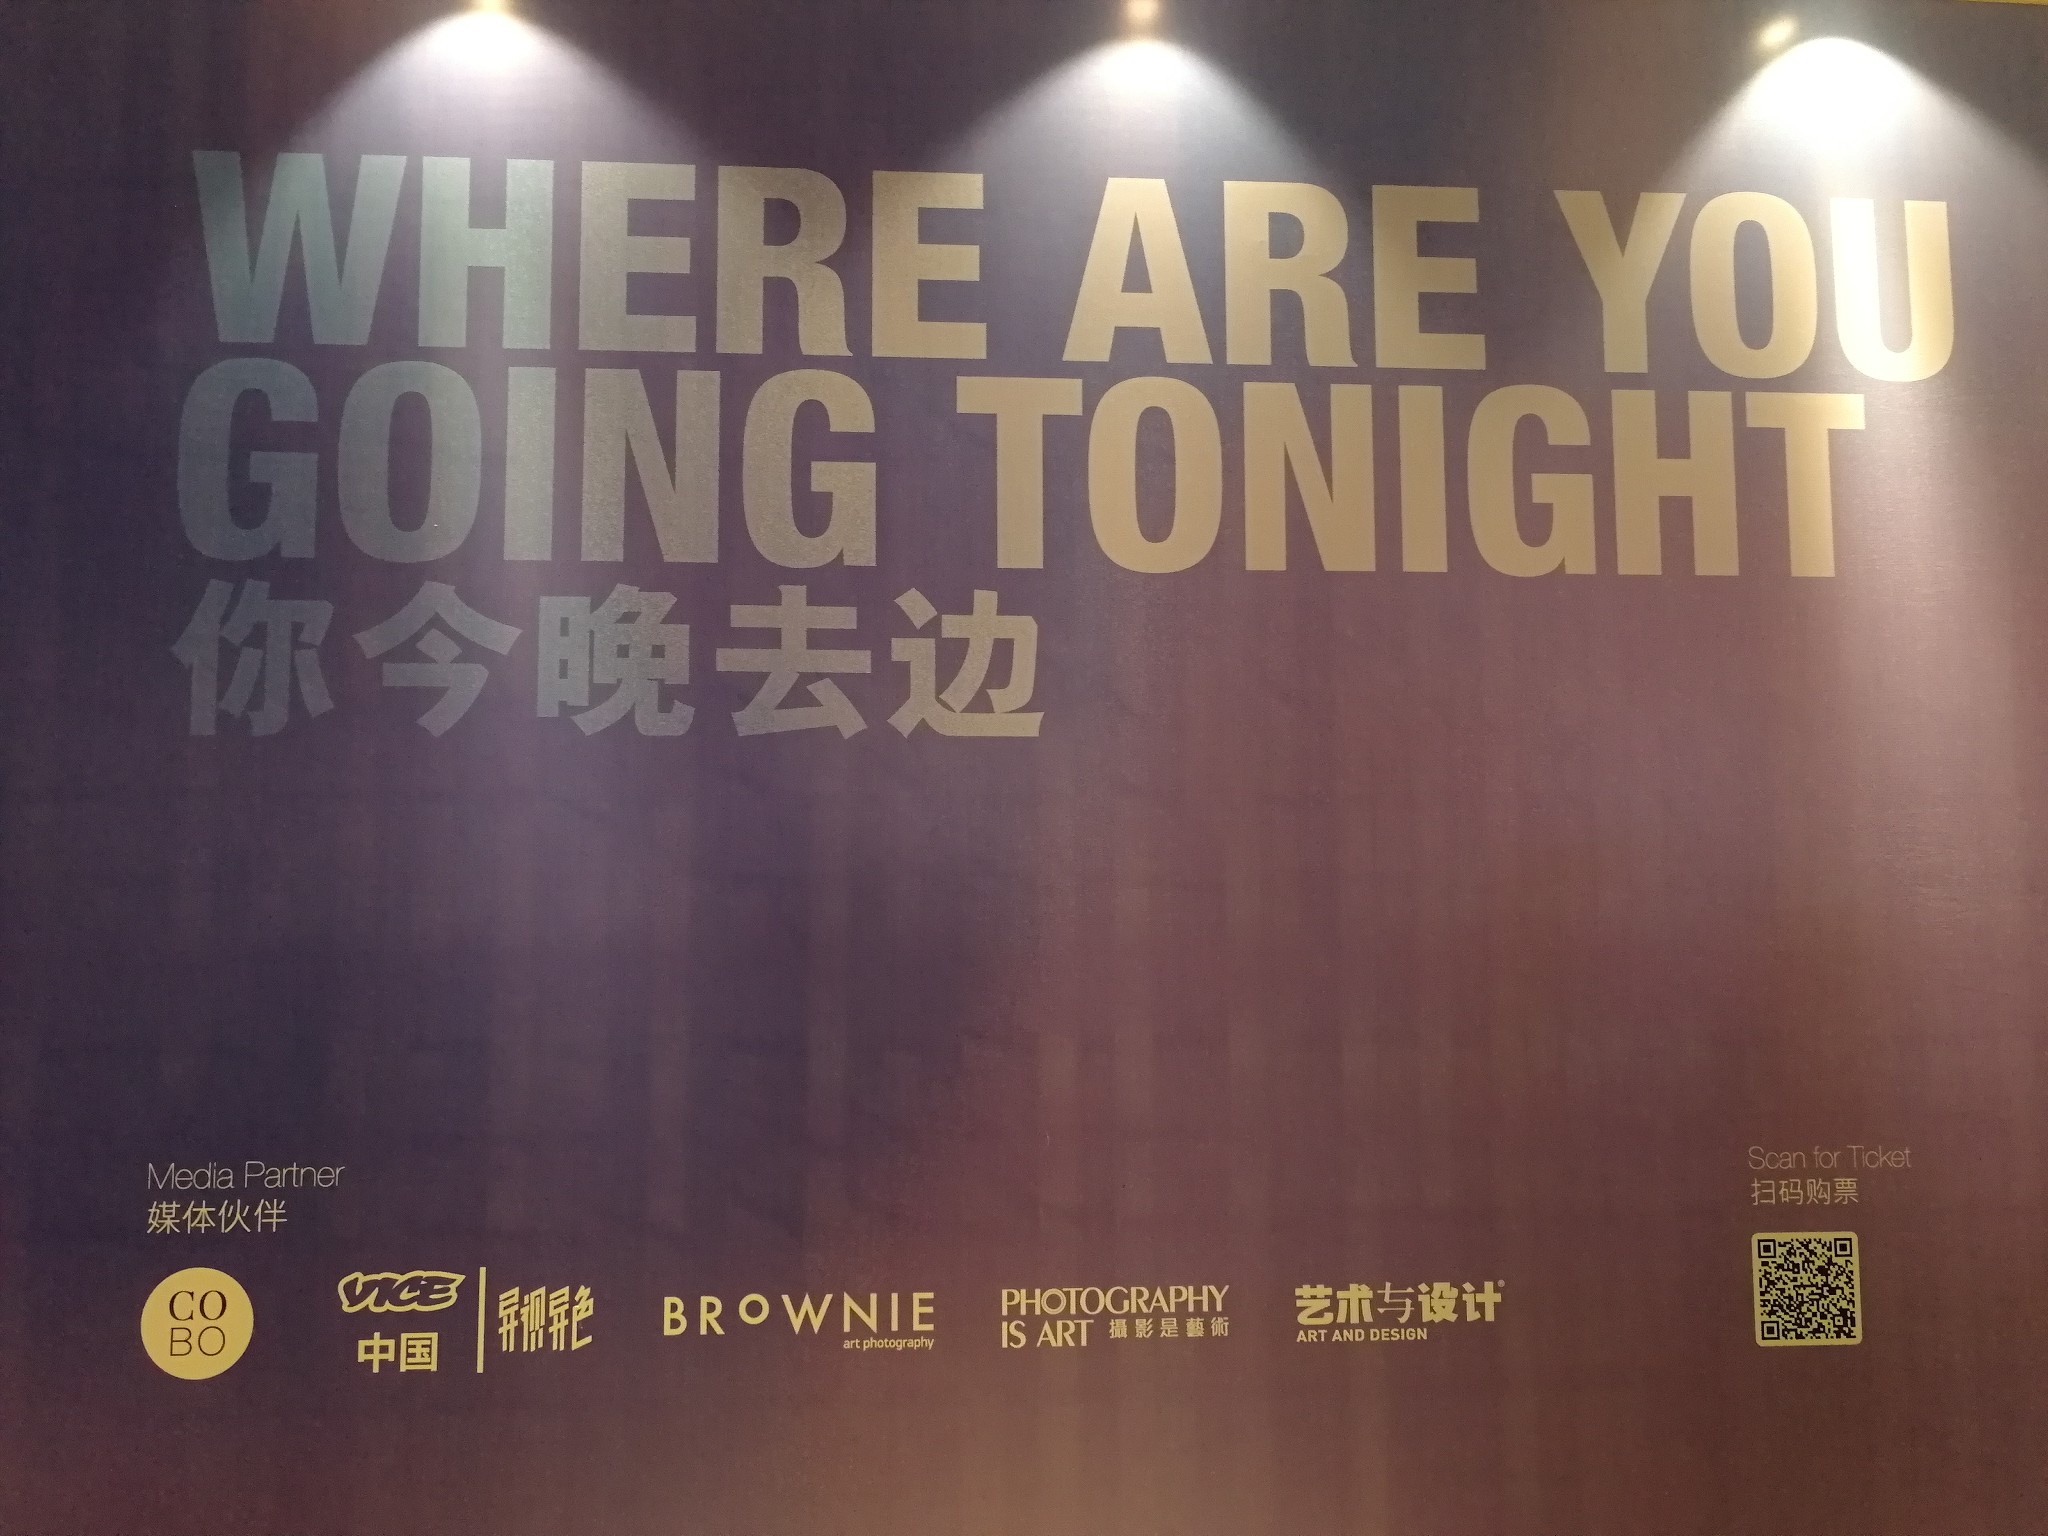 WHERE ARE YOU
GOING TONIGHT
你今晚去边
Media Partner
媒体伙伴
Scan for Ticket
扫码购票
CO
BO
VICE
中国
异视异色
BROWNIE
art photography
PHOTOGRAPHY
IS ART 攝影是藝術
艺术与设计®
ART AND DESIGN